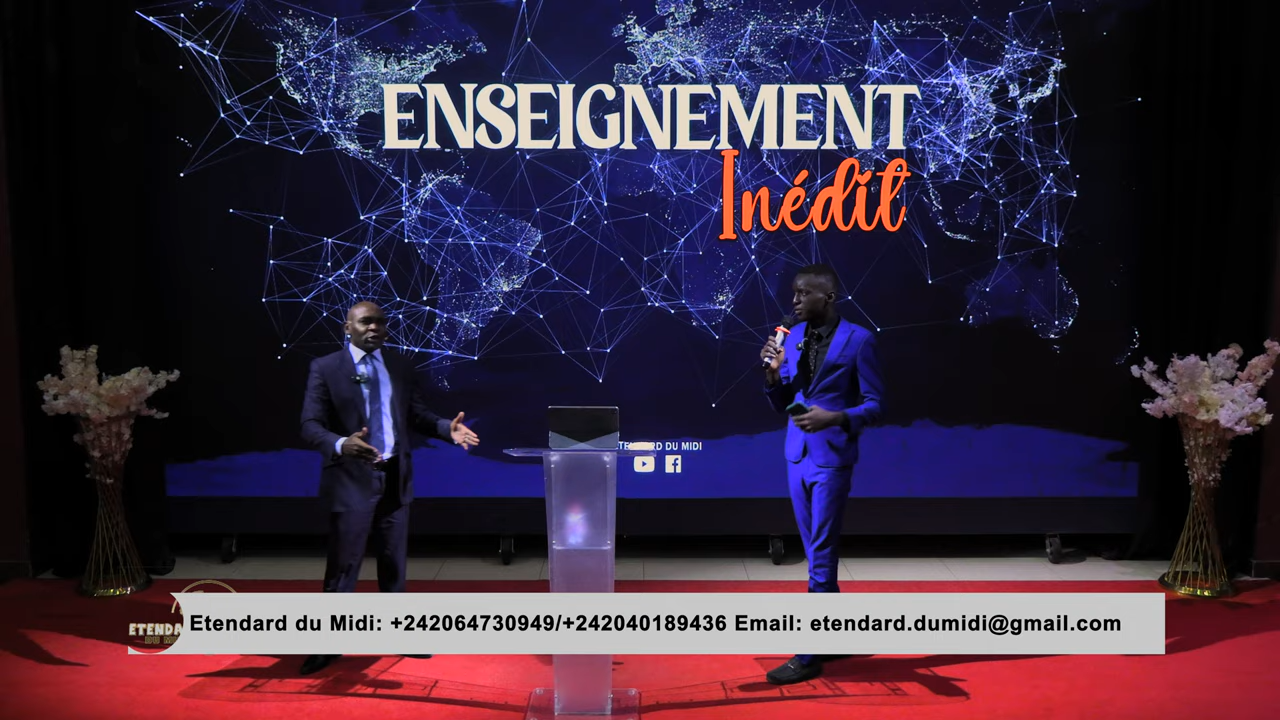 ENSEIGNEMENT
Inédit
ETENDARD DU MIDI
Etendard du Midi: +242064730949/+242040189436 Email: etendard.dumidi@gmail.com